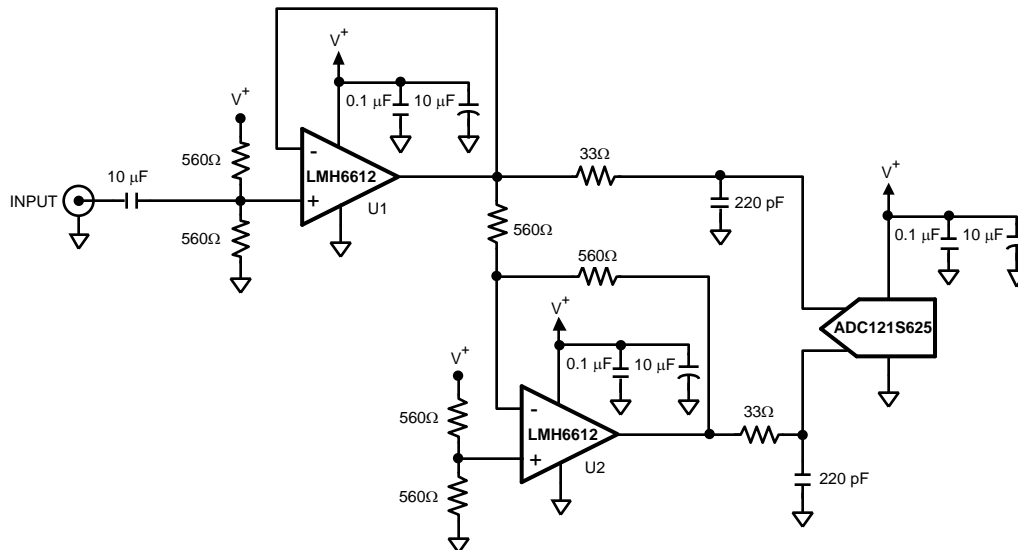 V+
0.1 μF
10 μF
V+
560Ω
-
LMH6612
+
U1
INPUT
10 μF
560Ω
33Ω
220 pF
V+
0.1 μF
10 μF
560Ω
560Ω
ADC121S625
V+
0.1 μF
10 μF
V+
560Ω
-
LMH6612
+
U2
33Ω
560Ω
220 pF